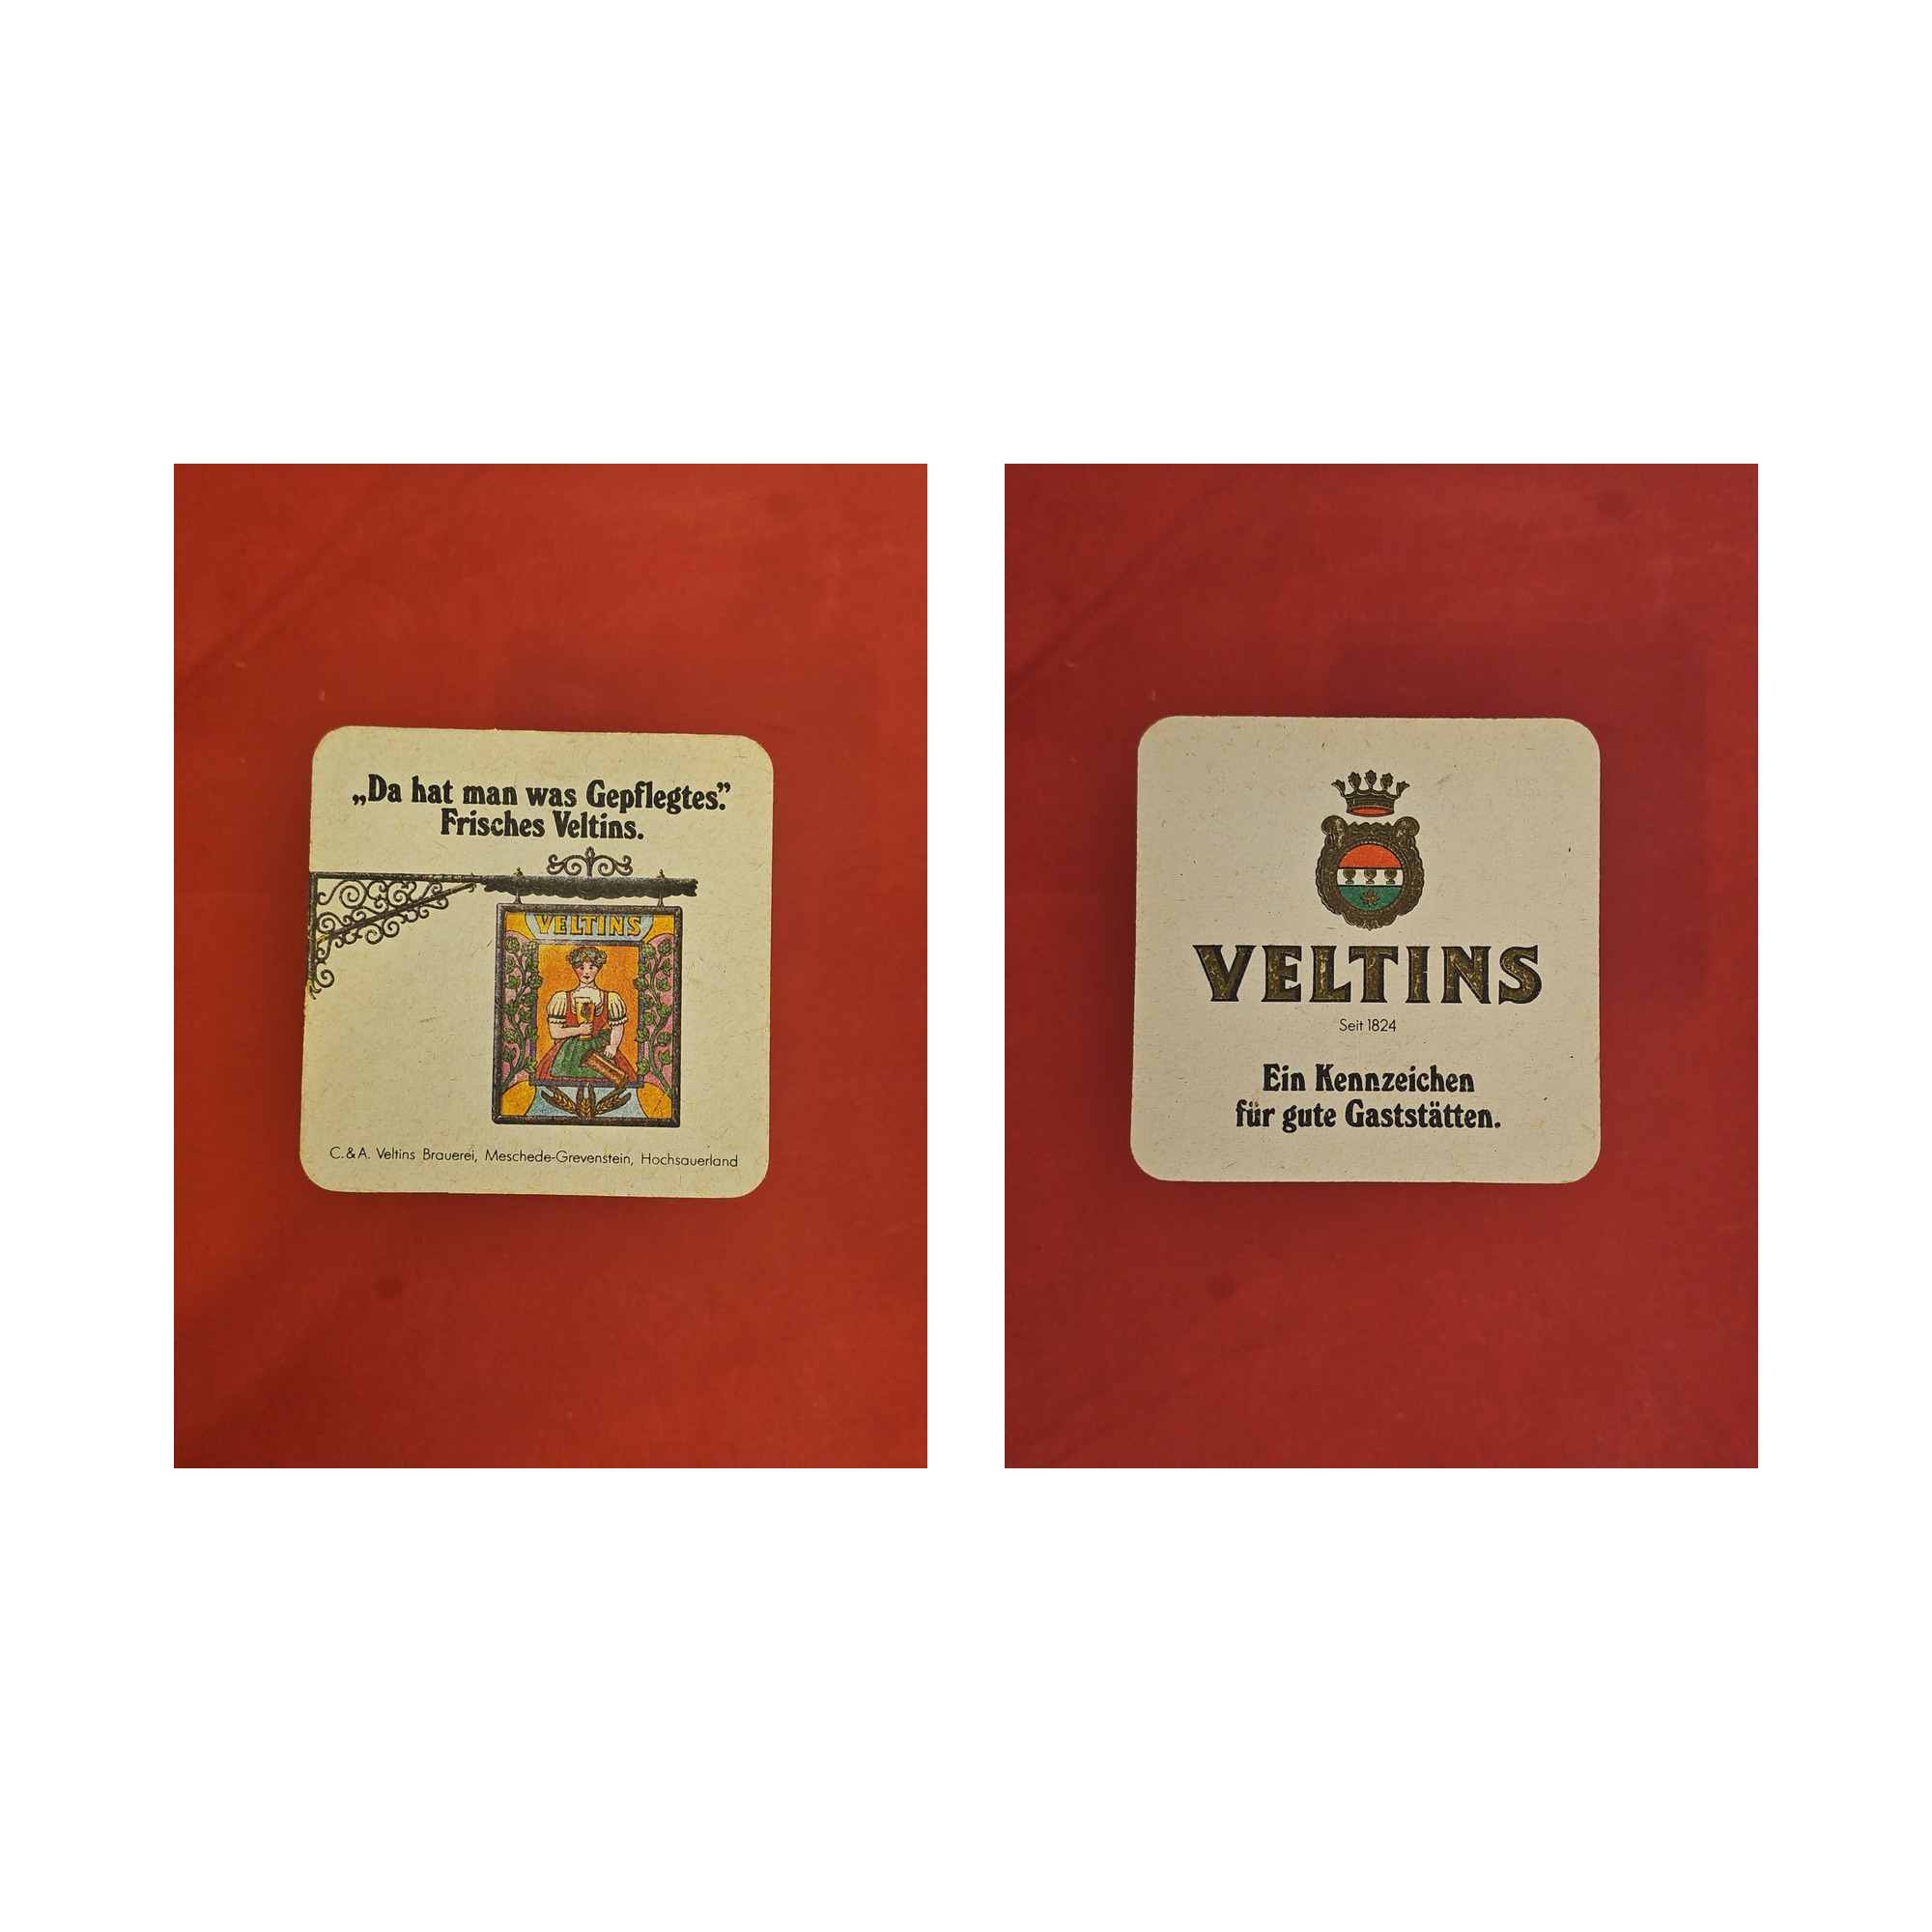 „Da hat man was Gepflegtes.”
Frisches Veltins.
VELTINS
C.&A. Veltins Brauerei, Meschede-Grevenstein, Hochsauerland
VELTINS
Seit 1824
Ein Kennzeichen
für gute Gaststätten.